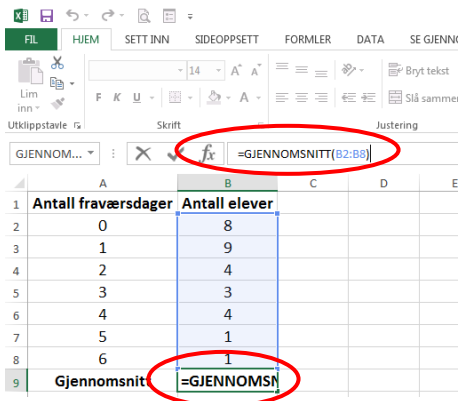 FIL HJEM SETT INN SIDEOPPSETT FORMLER DATA SE GJENNO
Lim inn
F K U 14 A A A
Bryt tekst
Slå sammer
Utklippstavle Skrift Justering
GJENNOM... fx =GJENNOMSNITT(B2:B8)
A B C D E
1 Antall fraværsdager Antall elever
2 0 8
3 1 9
4 2 4
5 3 3
6 4 4
7 5 1
8 6 1
9 Gjennomsnitt =GJENNOMSN